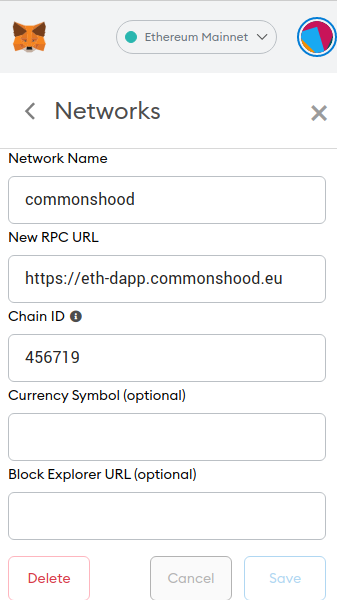 Ethereum Mainnet
Networks
Network Name
commonshood
New RPC URL
https://eth-dapp.commonshood.eu
Chain ID
456719
Currency Symbol (optional)
Block Explorer URL (optional)
Delete Cancel Save